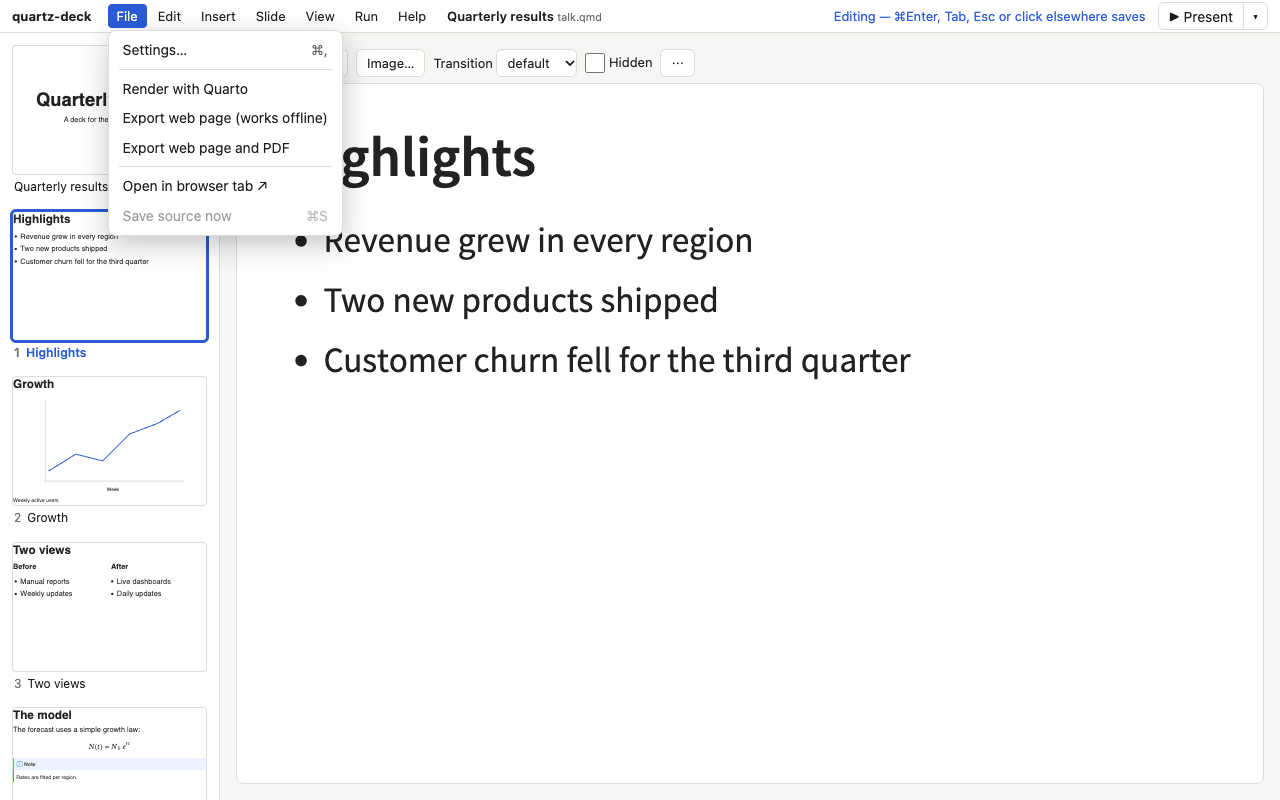 quartz-deck File Edit Insert Slide View Run Help Quarterly results talk.qmd Editing — ⌘Enter, Tab, Esc or click elsewhere saves ▶ Present ▾
Settings... ⌘,
Render with Quarto
Export web page (works offline)
Export web page and PDF
Open in browser tab ↗
Save source now ⌘S
Image... Transition default Hidden ...
A deck for the
Quarterly results
Highlights
• Revenue grew in every region
• Two new products shipped
• Customer churn fell for the third quarter
1 Highlights
Growth
Week
Weekly active users
2 Growth
Two views
Before After
• Manual reports • Live dashboards
• Weekly updates • Daily updates
3 Two views
The model
The forecast uses a simple growth law:
N(t) = N₀ eʳᵗ
Note
Rates are fitted per region.
ghlights
• Revenue grew in every region
• Two new products shipped
• Customer churn fell for the third quarter